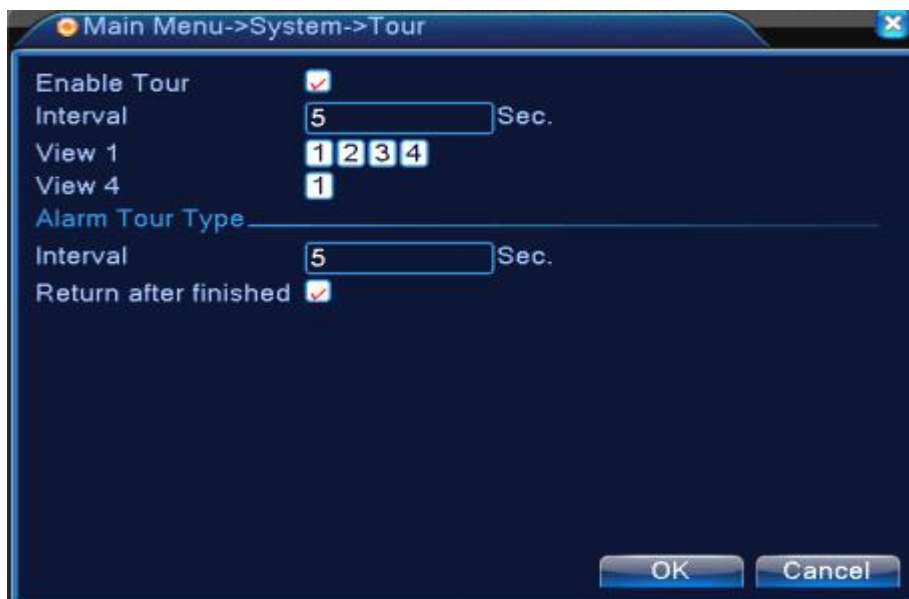 Main Menu->System->Tour
Enable Tour
Interval 5 Sec.
View 1 1 2 3 4
View 4 1
Alarm Tour Type
Interval 5 Sec.
Return after finished
OK Cancel